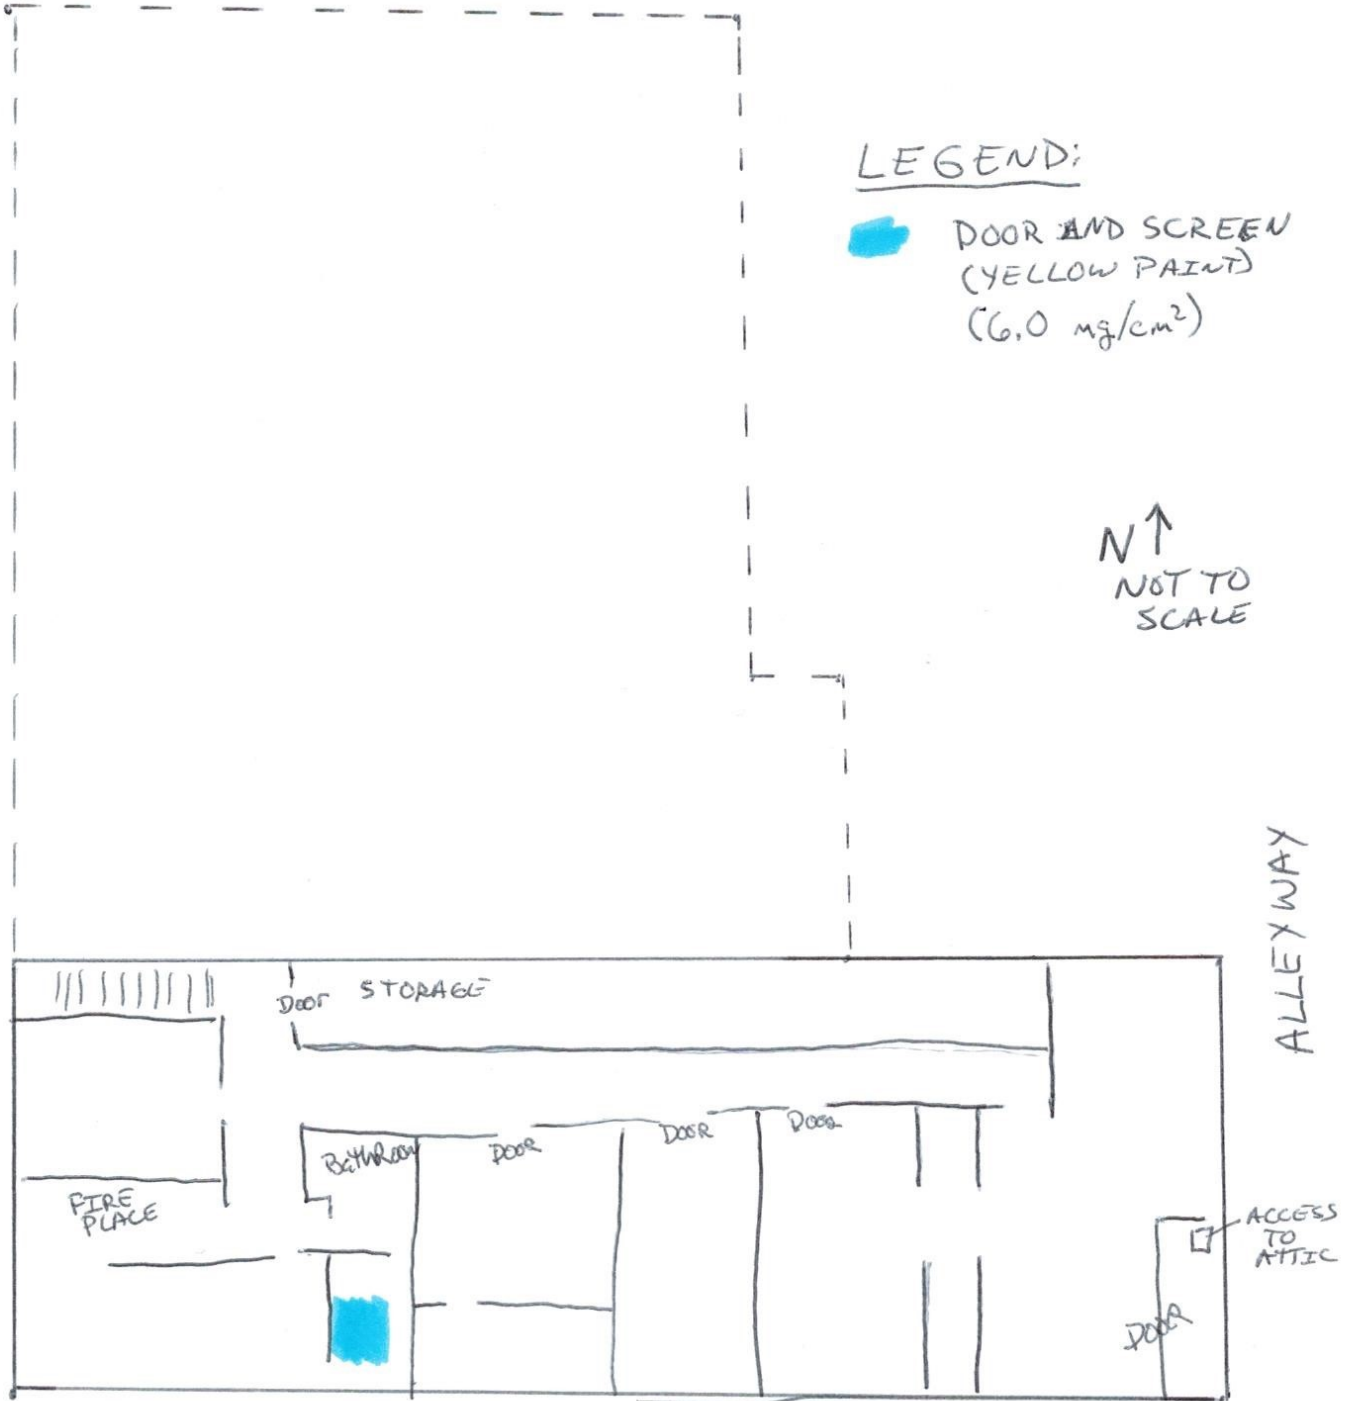 LEGEND:
DOOR AND SCREEN
(YELLOW PAINT)
(6.0 mg/cm²)
N
NOT TO
SCALE
ALLEYWAY
DOOR
STORAGE
BATHROOM
DOOR
DOOR
DOOR
FIRE
PLACE
ACCESS
TO
ATTIC
DOOR